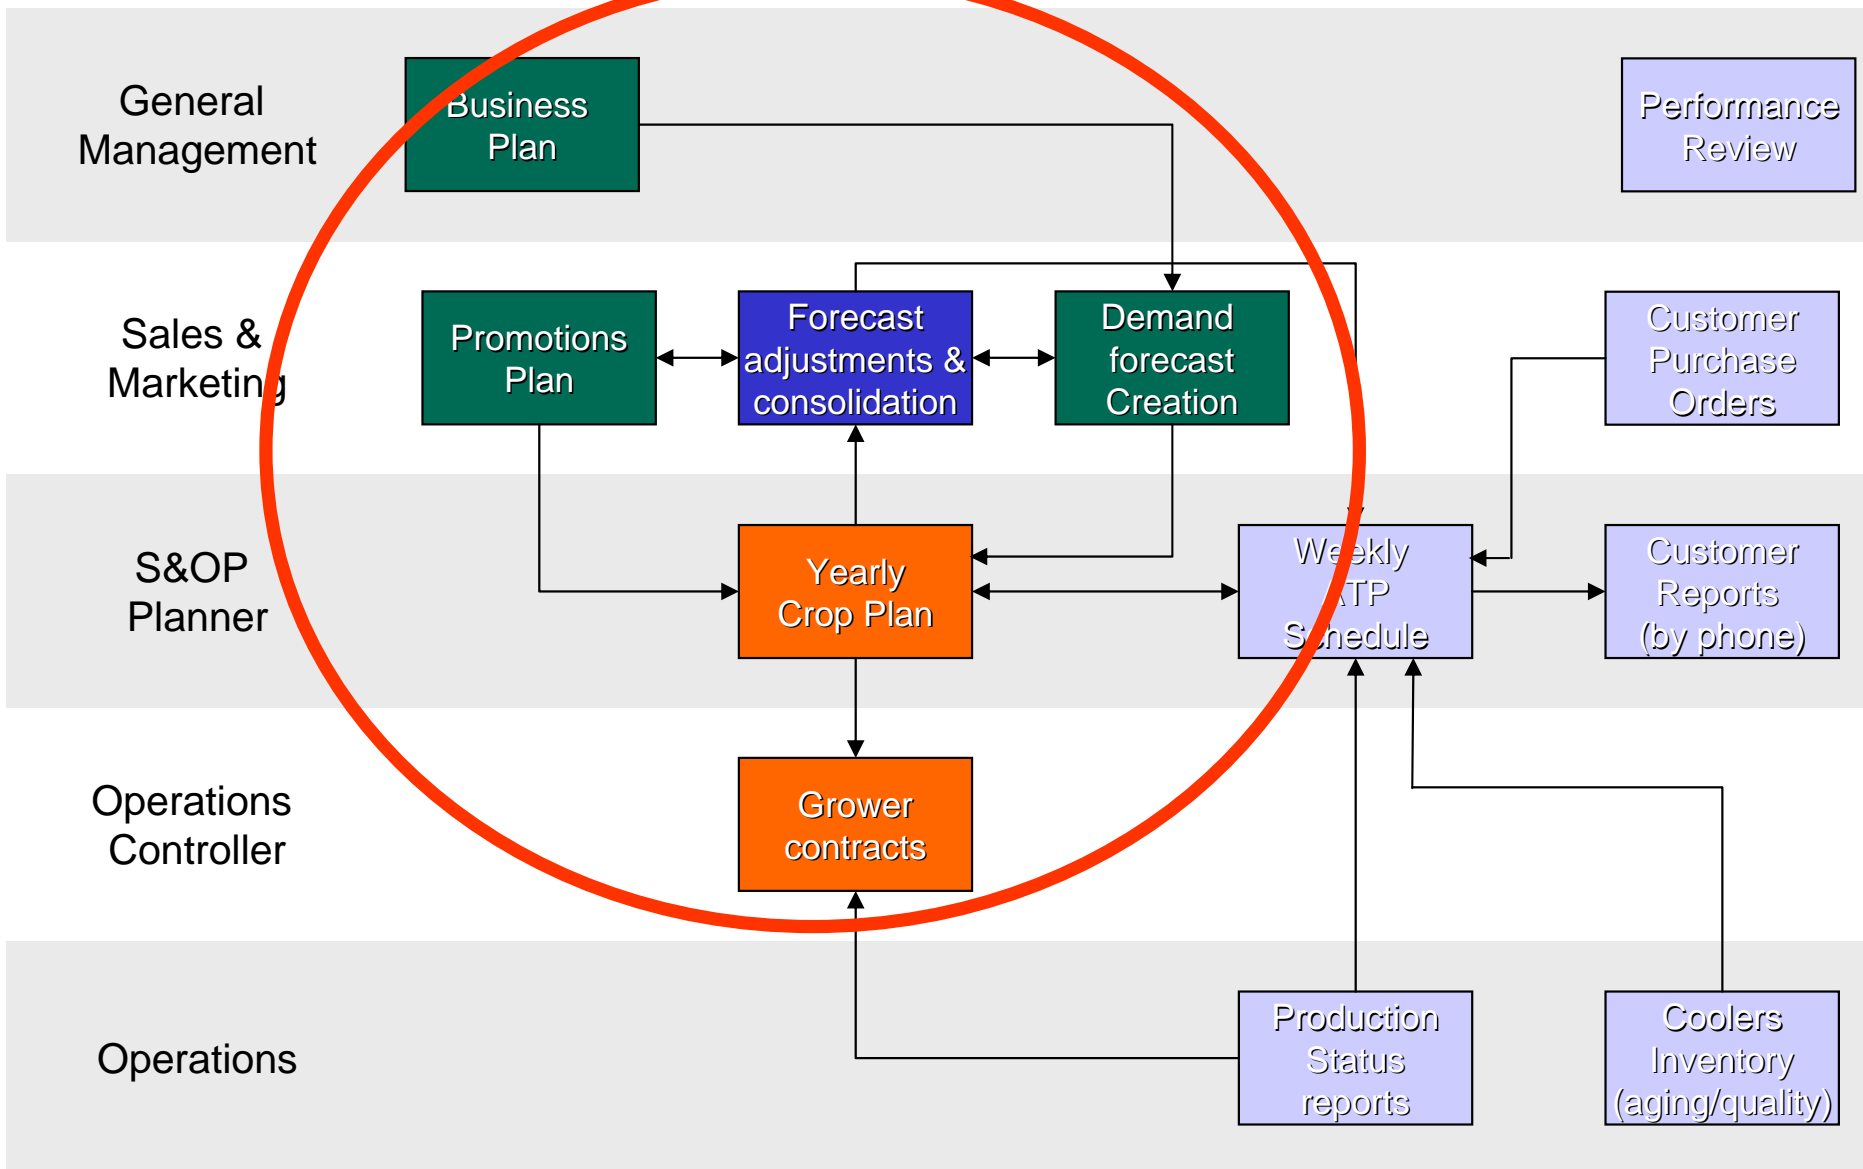 General
Management
Business
Plan
Performance
Review
Sales &
Marketing
Promotions
Plan
Forecast
adjustments &
consolidation
Demand
forecast
Creation
Customer
Purchase
Orders
S&OP
Planner
Yearly
Crop Plan
Weekly
ATP
Schedule
Customer
Reports
(by phone)
Operations
Controller
Grower
contracts
Operations
Production
Status
reports
Coolers
Inventory
(aging/quality)